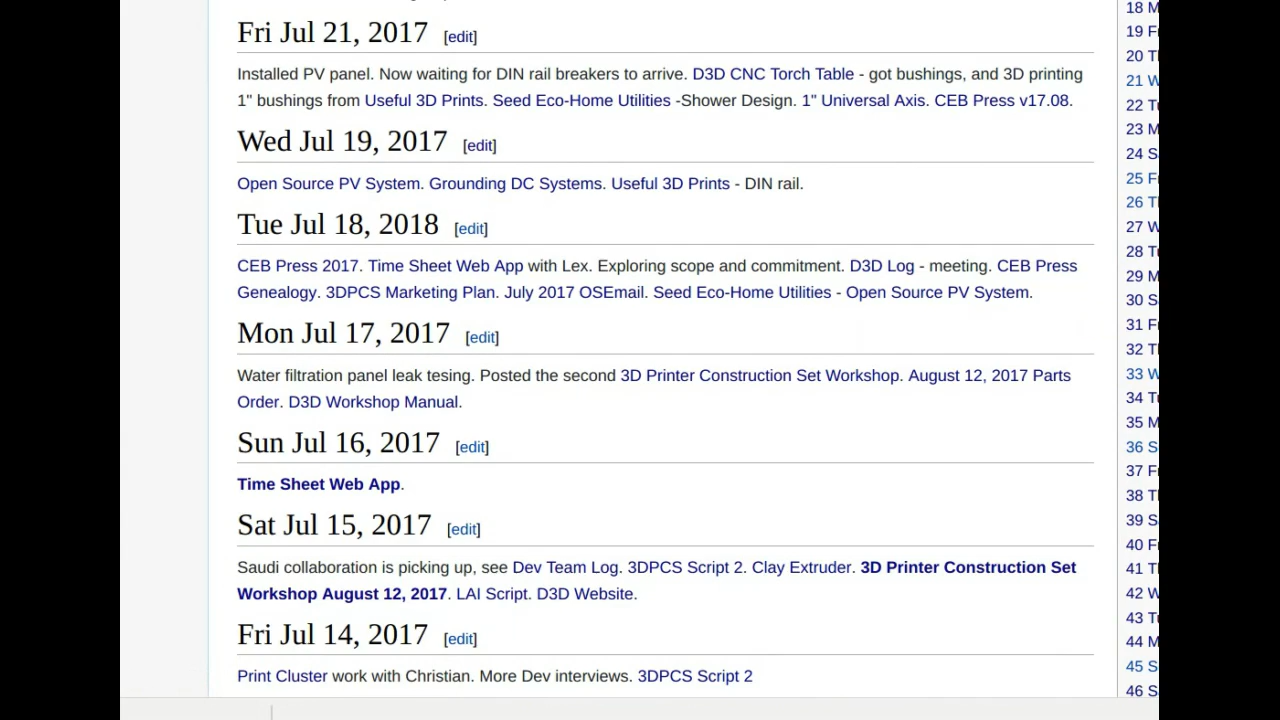 Fri Jul 21, 2017 [edit]
Installed PV panel. Now waiting for DIN rail breakers to arrive. D3D CNC Torch Table - got bushings, and 3D printing
1" bushings from Useful 3D Prints. Seed Eco-Home Utilities -Shower Design. 1" Universal Axis. CEB Press v17.08.
Wed Jul 19, 2017 [edit]
Open Source PV System. Grounding DC Systems. Useful 3D Prints - DIN rail.
Tue Jul 18, 2018 [edit]
CEB Press 2017. Time Sheet Web App with Lex. Exploring scope and commitment. D3D Log - meeting. CEB Press
Genealogy. 3DPCS Marketing Plan. July 2017 OSEmail. Seed Eco-Home Utilities - Open Source PV System.
Mon Jul 17, 2017 [edit]
Water filtration panel leak tesing. Posted the second 3D Printer Construction Set Workshop. August 12, 2017 Parts
Order. D3D Workshop Manual.
Sun Jul 16, 2017 [edit]
Time Sheet Web App.
Sat Jul 15, 2017 [edit]
Saudi collaboration is picking up, see Dev Team Log. 3DPCS Script 2. Clay Extruder. 3D Printer Construction Set
Workshop August 12, 2017. LAI Script. D3D Website.
Fri Jul 14, 2017 [edit]
Print Cluster work with Christian. More Dev interviews. 3DPCS Script 2
18 M
19 F
20 T
21 W
22 T
23 M
24 S
25 F
26 T
27 W
28 T
29 M
30 S
31 F
32 T
33 W
34 T
35 M
36 S
37 F
38 T
39 S
40 F
41 T
42 W
43 T
44 M
45 S
46 S